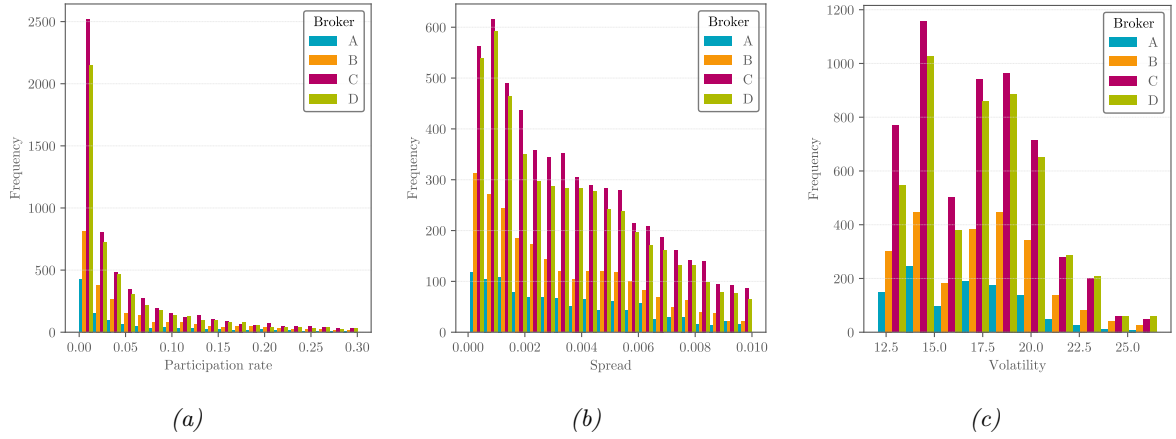 Broker
A
B
C
D
2500
2000
1500
1000
500
0
Frequency
0.00 0.05 0.10 0.15 0.20 0.25 0.30
Participation rate
(a)
Broker
A
B
C
D
600
500
400
300
200
100
0
Frequency
0.000 0.002 0.004 0.006 0.008 0.010
Spread
(b)
Broker
A
B
C
D
1200
1000
800
600
400
200
0
Frequency
12.5 15.0 17.5 20.0 22.5 25.0
Volatility
(c)